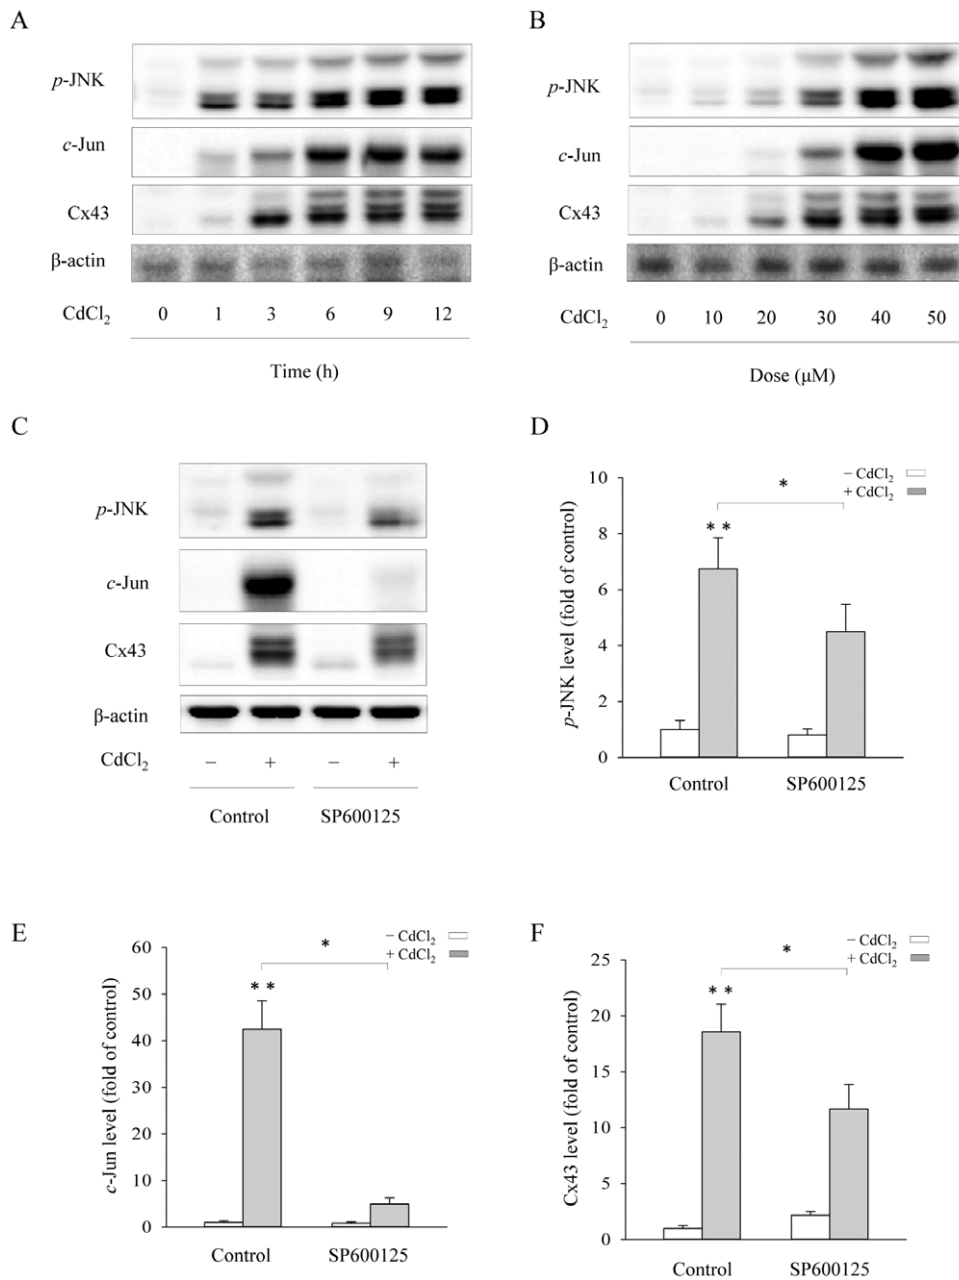 A
p-JNK
c-Jun
Cx43
β-actin
CdCl₂ 0 1 3 6 9 12
Time (h)
B
p-JNK
c-Jun
Cx43
β-actin
CdCl₂ 0 10 20 30 40 50
Dose (μM)
C
p-JNK
c-Jun
Cx43
β-actin
CdCl₂ − + − +
Control SP600125
D
− CdCl₂
+ CdCl₂
*
**
p-JNK level (fold of control)
10
8
6
4
2
0
Control SP600125
E
− CdCl₂
+ CdCl₂
*
**
c-Jun level (fold of control)
60
50
40
30
20
10
0
Control SP600125
F
− CdCl₂
+ CdCl₂
*
**
Cx43 level (fold of control)
25
20
15
10
5
0
Control SP600125